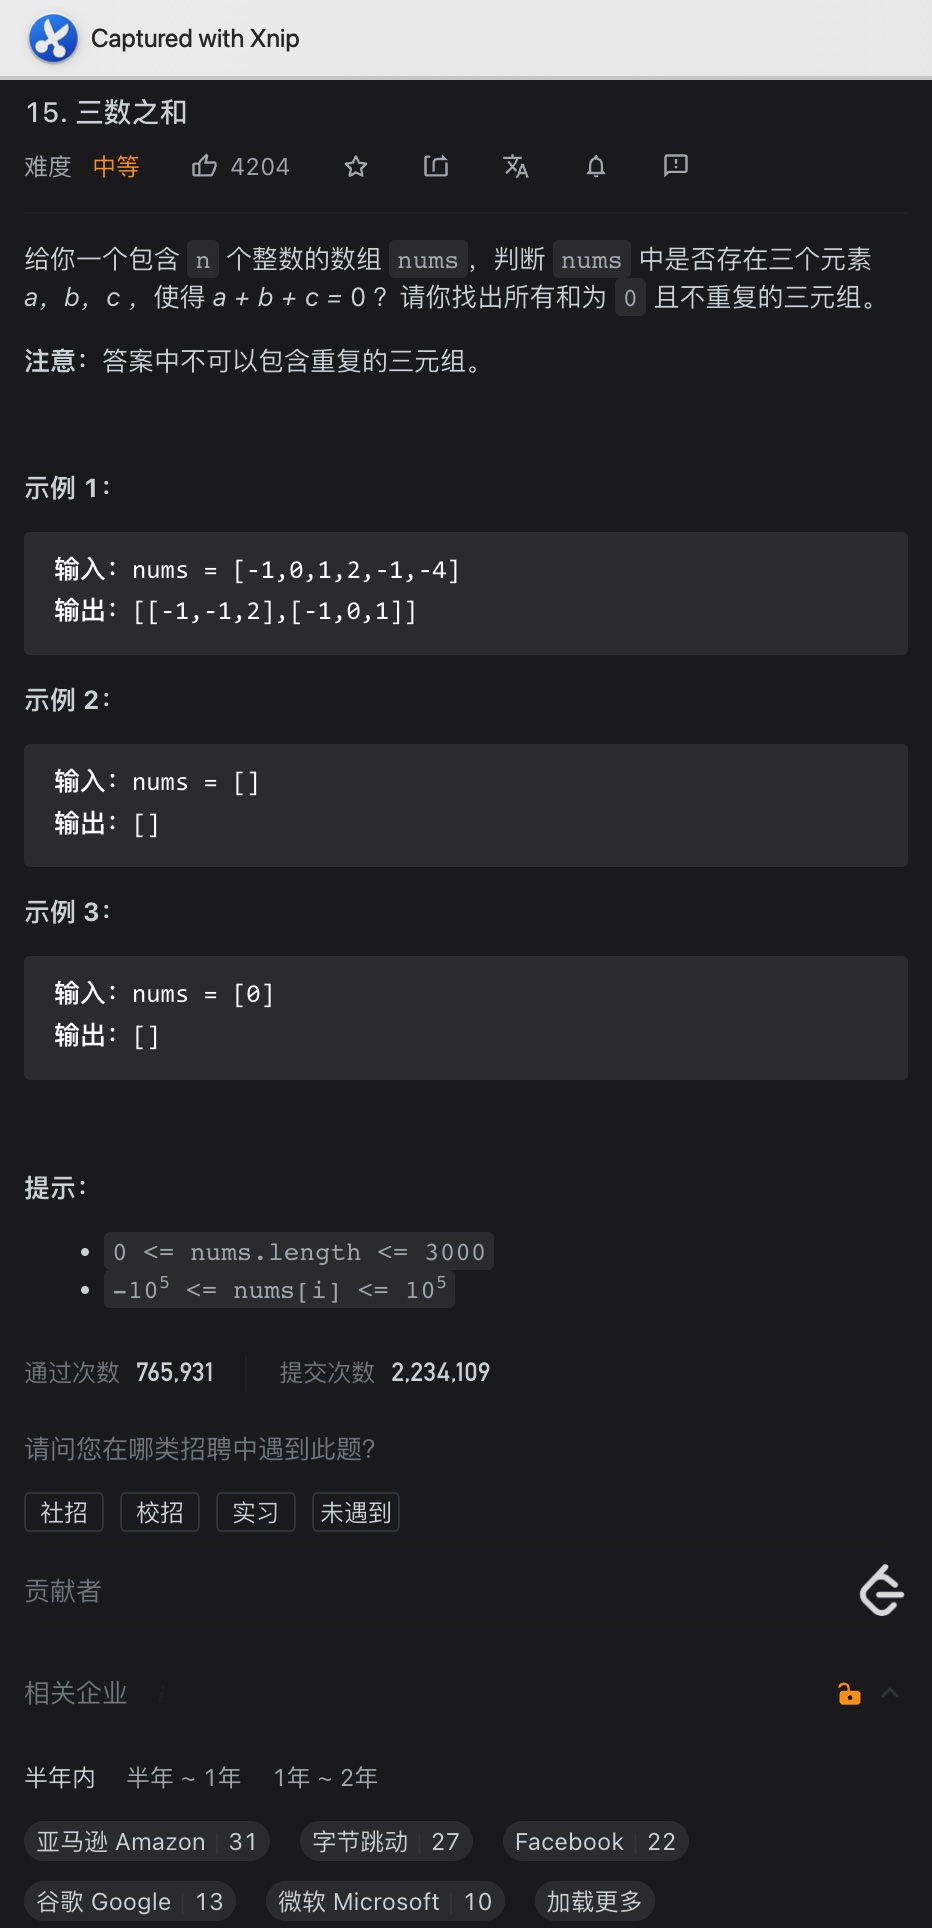 Captured with Xnip
15. 三数之和
难度 中等 4204
给你一个包含 n 个整数的数组 nums，判断 nums 中是否存在三个元素
a，b，c ，使得 a + b + c = 0 ？请你找出所有和为 0 且不重复的三元组。
注意：答案中不可以包含重复的三元组。
示例 1：
输入：nums = [-1,0,1,2,-1,-4]
输出：[[-1,-1,2],[-1,0,1]]
示例 2：
输入：nums = []
输出：[]
示例 3：
输入：nums = [0]
输出：[]
提示：
0 <= nums.length <= 3000
-10⁵ <= nums[i] <= 10⁵
通过次数 765,931 提交次数 2,234,109
请问您在哪类招聘中遇到此题?
社招 校招 实习 未遇到
贡献者
相关企业
半年内 半年 ~ 1年 1年 ~ 2年
亚马逊 Amazon 31 字节跳动 27 Facebook 22
谷歌 Google 13 微软 Microsoft 10 加载更多